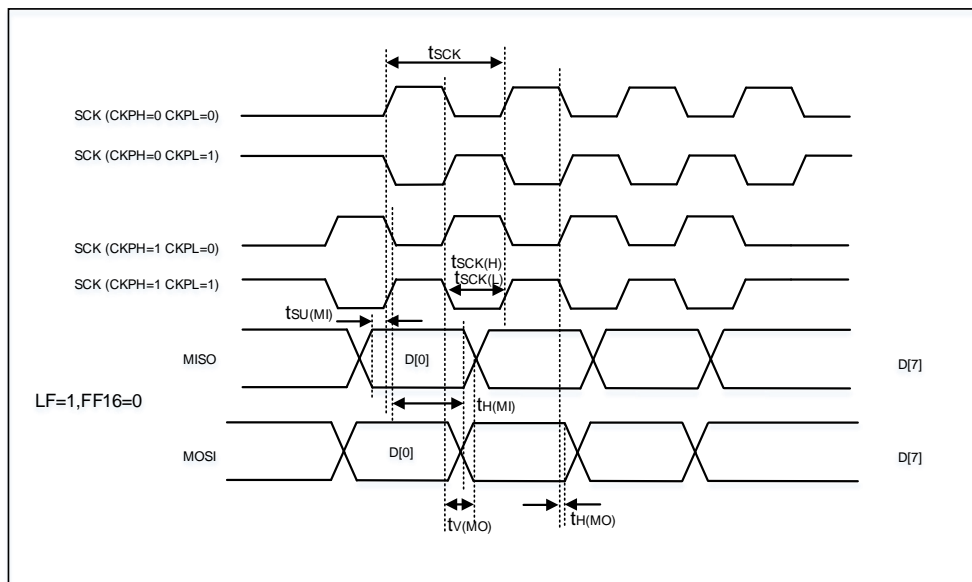 tSCK
SCK (CKPH=0 CKPL=0)
SCK (CKPH=0 CKPL=1)
SCK (CKPH=1 CKPL=0)
tSCK(H)
tSCK(L)
SCK (CKPH=1 CKPL=1)
tSU(MI)
MISO
D[0]
D[7]
LF=1,FF16=0
tH(MI)
MOSI
D[0]
D[7]
tV(MO)
tH(MO)